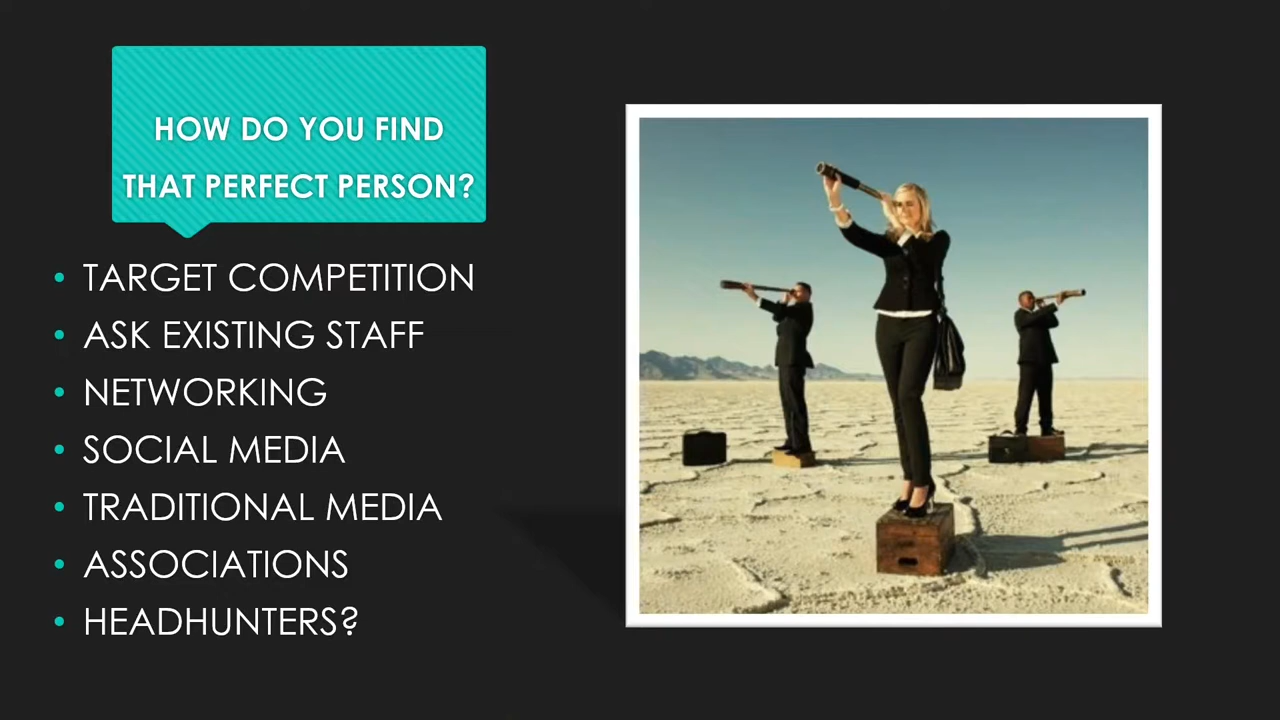 HOW DO YOU FIND
THAT PERFECT PERSON?
• TARGET COMPETITION
• ASK EXISTING STAFF
• NETWORKING
• SOCIAL MEDIA
• TRADITIONAL MEDIA
• ASSOCIATIONS
• HEADHUNTERS?